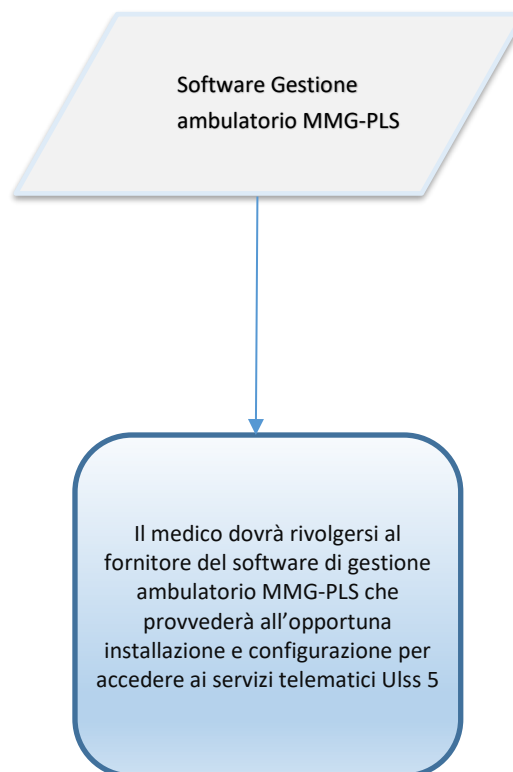 Software Gestione
ambulatorio MMG-PLS
Il medico dovrà rivolgersi al
fornitore del software di gestione
ambulatorio MMG-PLS che
provvederà all’opportuna
installazione e configurazione per
accedere ai servizi telematici Ulss 5